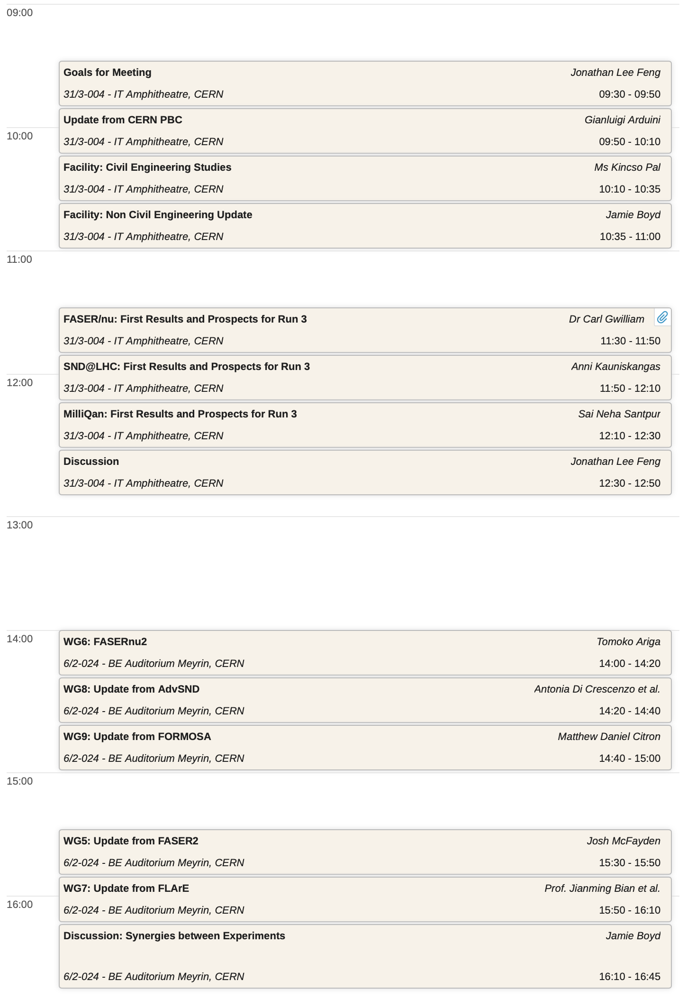 09:00
Goals for Meeting Jonathan Lee Feng
31/3-004 - IT Amphitheatre, CERN 09:30 - 09:50
Update from CERN PBC Gianluigi Arduini
10:00
31/3-004 - IT Amphitheatre, CERN 09:50 - 10:10
Facility: Civil Engineering Studies Ms Kincso Pal
31/3-004 - IT Amphitheatre, CERN 10:10 - 10:35
Facility: Non Civil Engineering Update Jamie Boyd
31/3-004 - IT Amphitheatre, CERN 10:35 - 11:00
11:00
FASER/nu: First Results and Prospects for Run 3 Dr Carl Gwilliam
31/3-004 - IT Amphitheatre, CERN 11:30 - 11:50
SND@LHC: First Results and Prospects for Run 3 Anni Kauniskangas
12:00
31/3-004 - IT Amphitheatre, CERN 11:50 - 12:10
MilliQan: First Results and Prospects for Run 3 Sai Neha Santpur
31/3-004 - IT Amphitheatre, CERN 12:10 - 12:30
Discussion Jonathan Lee Feng
31/3-004 - IT Amphitheatre, CERN 12:30 - 12:50
13:00
14:00
WG6: FASERnu2 Tomoko Ariga
6/2-024 - BE Auditorium Meyrin, CERN 14:00 - 14:20
WG8: Update from AdvSND Antonia Di Crescenzo et al.
6/2-024 - BE Auditorium Meyrin, CERN 14:20 - 14:40
WG9: Update from FORMOSA Matthew Daniel Citron
6/2-024 - BE Auditorium Meyrin, CERN 14:40 - 15:00
15:00
WG5: Update from FASER2 Josh McFayden
6/2-024 - BE Auditorium Meyrin, CERN 15:30 - 15:50
WG7: Update from FLArE Prof. Jianming Bian et al.
16:00
6/2-024 - BE Auditorium Meyrin, CERN 15:50 - 16:10
Discussion: Synergies between Experiments Jamie Boyd
6/2-024 - BE Auditorium Meyrin, CERN 16:10 - 16:45